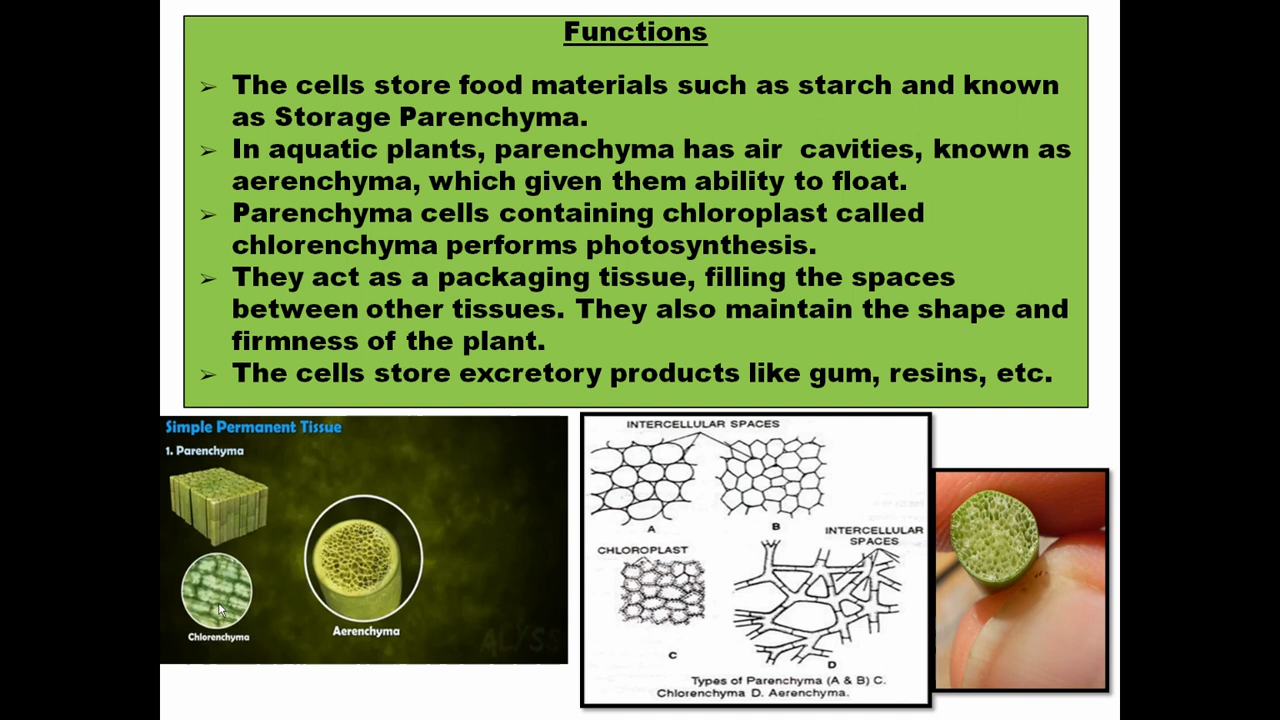 Functions
➢ The cells store food materials such as starch and known
as Storage Parenchyma.
➢ In aquatic plants, parenchyma has air cavities, known as
aerenchyma, which given them ability to float.
➢ Parenchyma cells containing chloroplast called
chlorenchyma performs photosynthesis.
➢ They act as a packaging tissue, filling the spaces
between other tissues. They also maintain the shape and
firmness of the plant.
➢ The cells store excretory products like gum, resins, etc.
Simple Permanent Tissue
1. Parenchyma
Chlorenchyma
Aerenchyma
INTERCELLULAR SPACES
A
B
INTERCELLULAR
SPACES
CHLOROPLAST
C
D
Types of Parenchyma (A & B) C.
Chlorenchyma D. Aerenchyma.